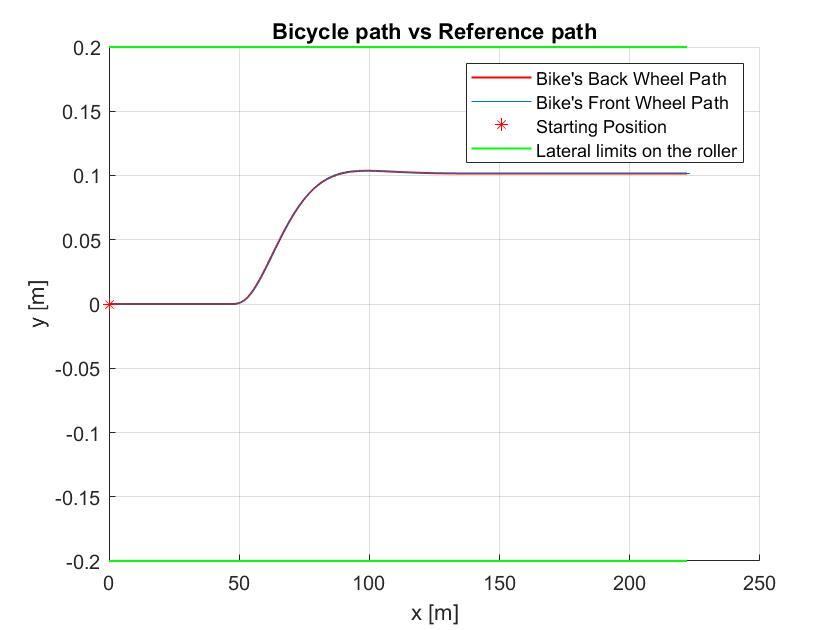 Bicycle path vs Reference path
0.2
0.15
0.1
0.05
0
-0.05
-0.1
-0.15
-0.2
y [m]
Bike's Back Wheel Path
Bike's Front Wheel Path
Starting Position
Lateral limits on the roller
0 50 100 150 200 250
x [m]